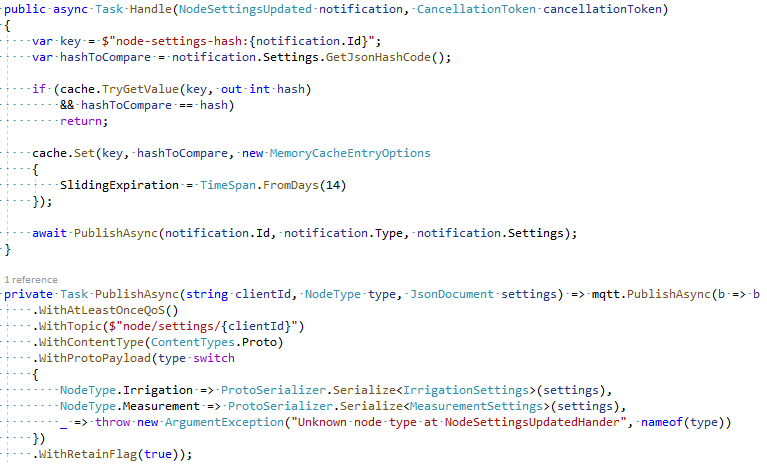 public async Task Handle(NodeSettingsUpdated notification, CancellationToken cancellationToken)
{
    var key = $"node-settings-hash:{notification.Id}";
    var hashToCompare = notification.Settings.GetJsonHashCode();

    if (cache.TryGetValue(key, out int hash)
        && hashToCompare == hash)
        return;

    cache.Set(key, hashToCompare, new MemoryCacheEntryOptions
    {
        SlidingExpiration = TimeSpan.FromDays(14)
    });

    await PublishAsync(notification.Id, notification.Type, notification.Settings);
}

1 reference
private Task PublishAsync(string clientId, NodeType type, JsonDocument settings) => mqtt.PublishAsync(b => b
    .WithAtLeastOnceQoS()
    .WithTopic($"node/settings/{clientId}")
    .WithContentType(ContentTypes.Proto)
    .WithProtoPayload(type switch
    {
        NodeType.Irrigation => ProtoSerializer.Serialize<IrrigationSettings>(settings),
        NodeType.Measurement => ProtoSerializer.Serialize<MeasurementSettings>(settings),
        _ => throw new ArgumentException("Unknown node type at NodeSettingsUpdatedHander", nameof(type))
    })
    .WithRetainFlag(true));